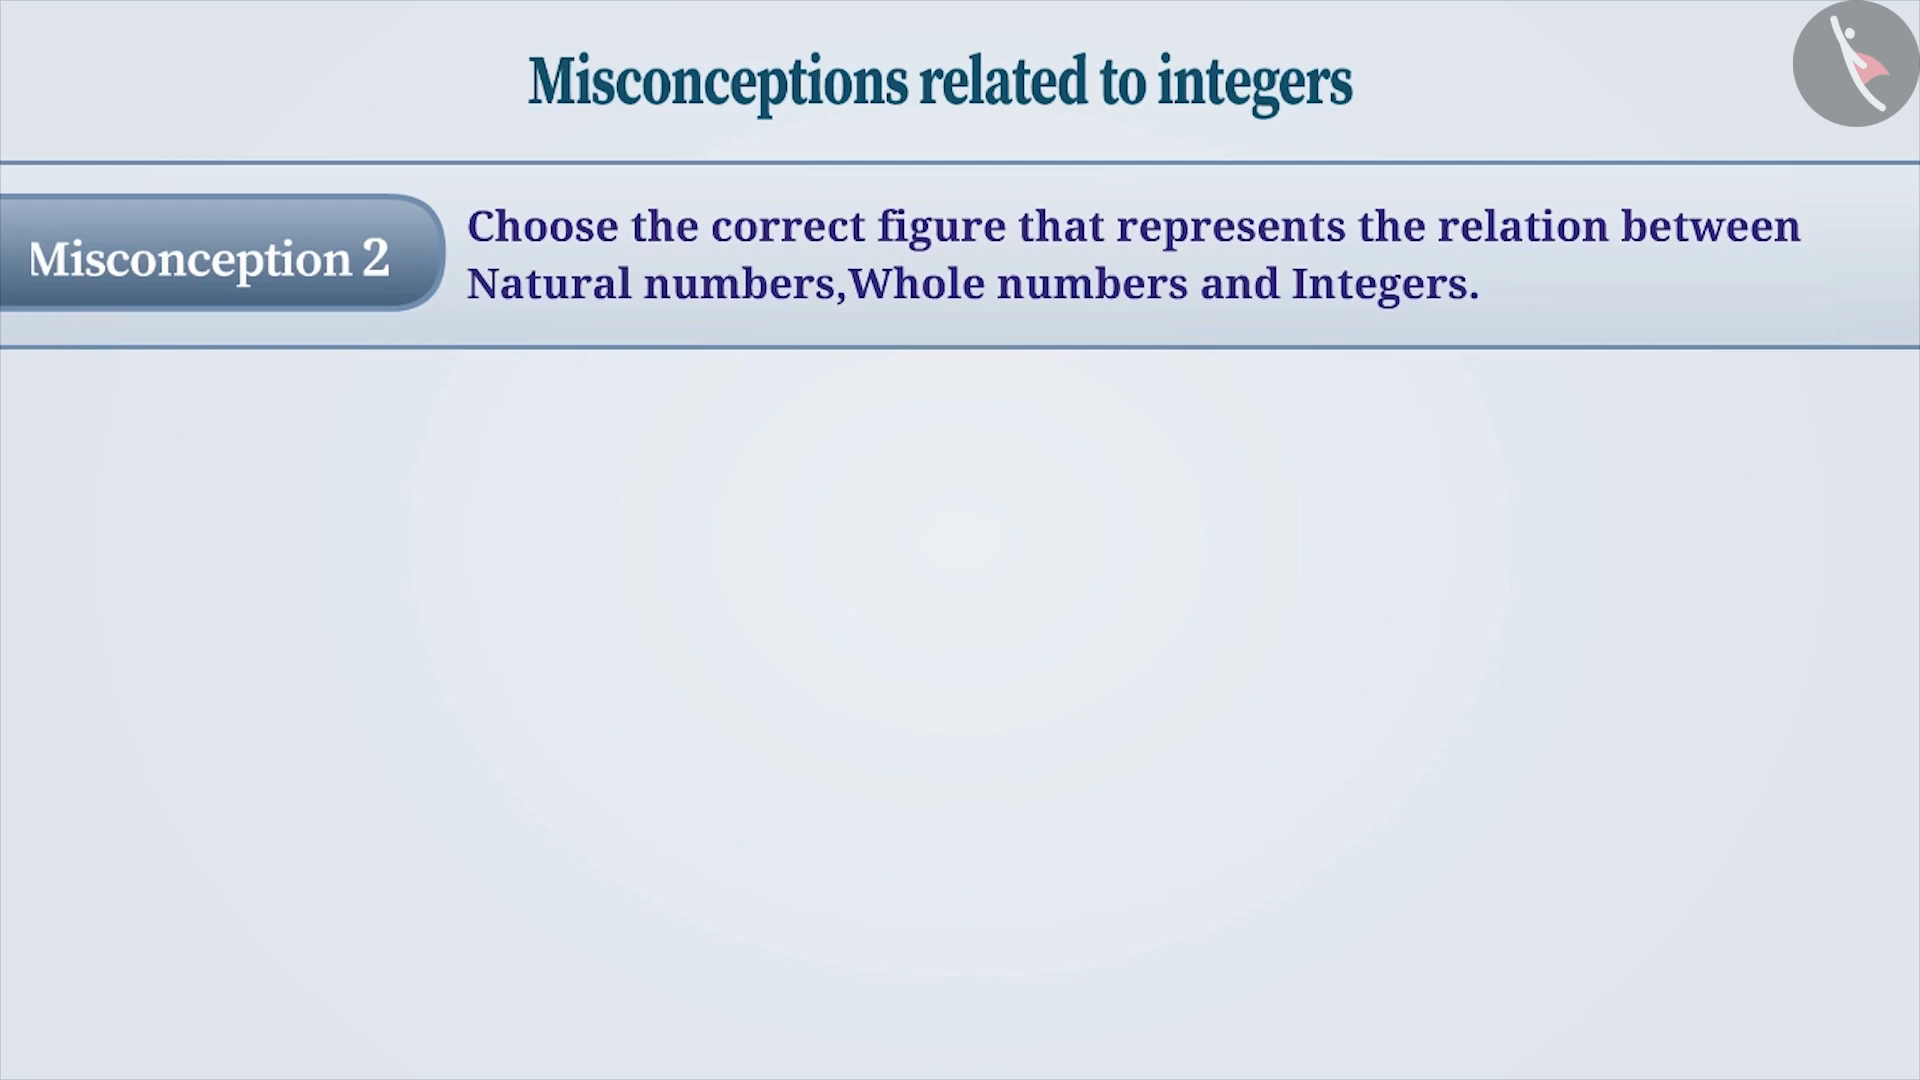 Misconceptions related to integers
Misconception 2
Choose the correct figure that represents the relation between
Natural numbers,Whole numbers and Integers.